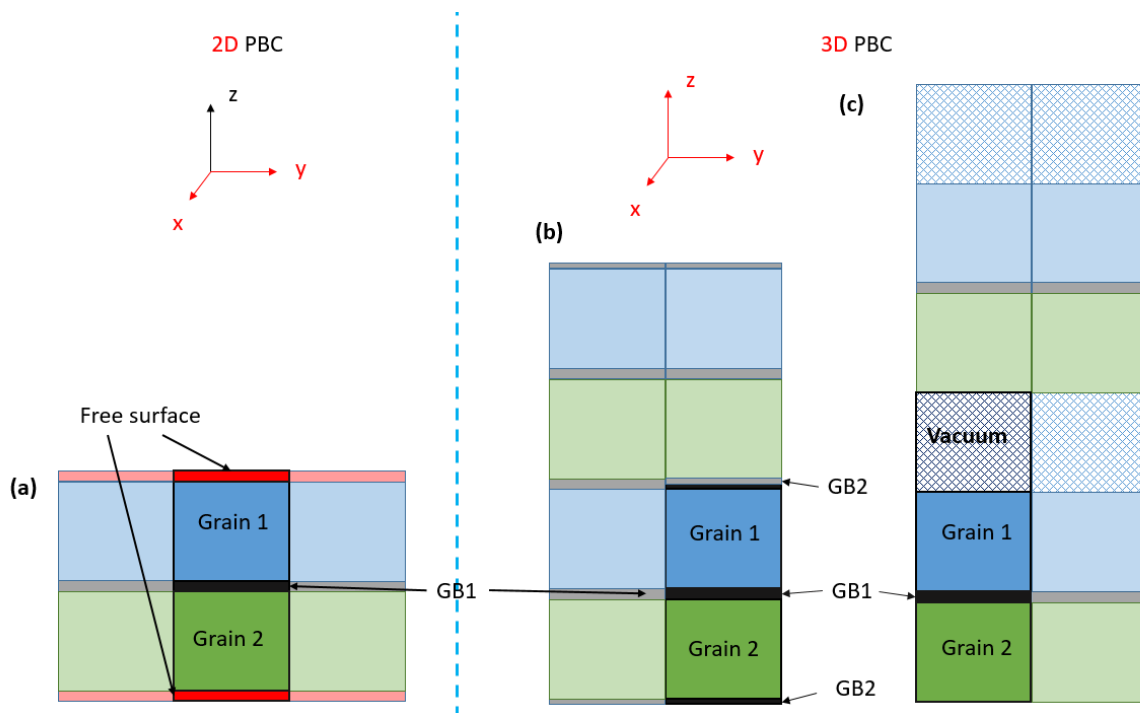 2D PBC
3D PBC
z
y
x
z
y
x
(c)
(b)
Free surface
(a)
Grain 1
GB1
Grain 2
GB2
Grain 1
GB1
Grain 2
GB2
Vacuum
Grain 1
Grain 2